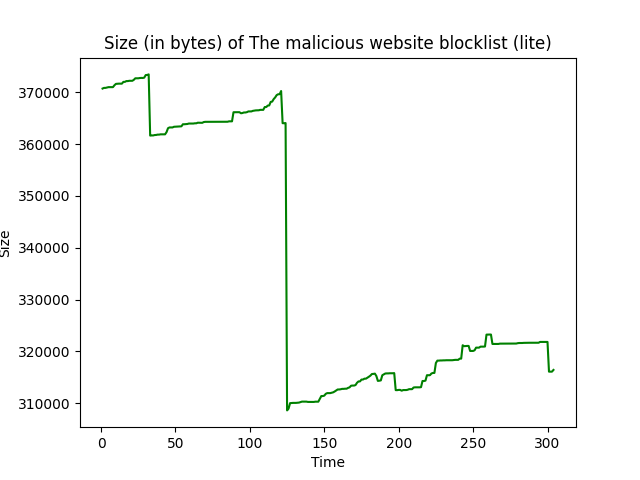 Size (in bytes) of The malicious website blocklist (lite)
370000
360000
350000
340000
330000
320000
310000
Size
0 50 100 150 200 250 300
Time